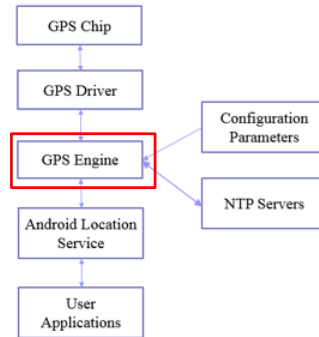 GPS Chip
GPS Driver
GPS Engine
Configuration
Parameters
NTP Servers
Android Location
Service
User
Applications